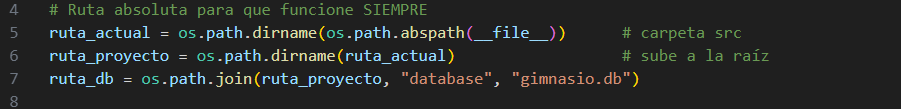 4 # Ruta absoluta para que funcione SIEMPRE
5 ruta_actual = os.path.dirname(os.path.abspath(__file__)) # carpeta src
6 ruta_proyecto = os.path.dirname(ruta_actual) # sube a la raíz
7 ruta_db = os.path.join(ruta_proyecto, "database", "gimnasio.db")
8